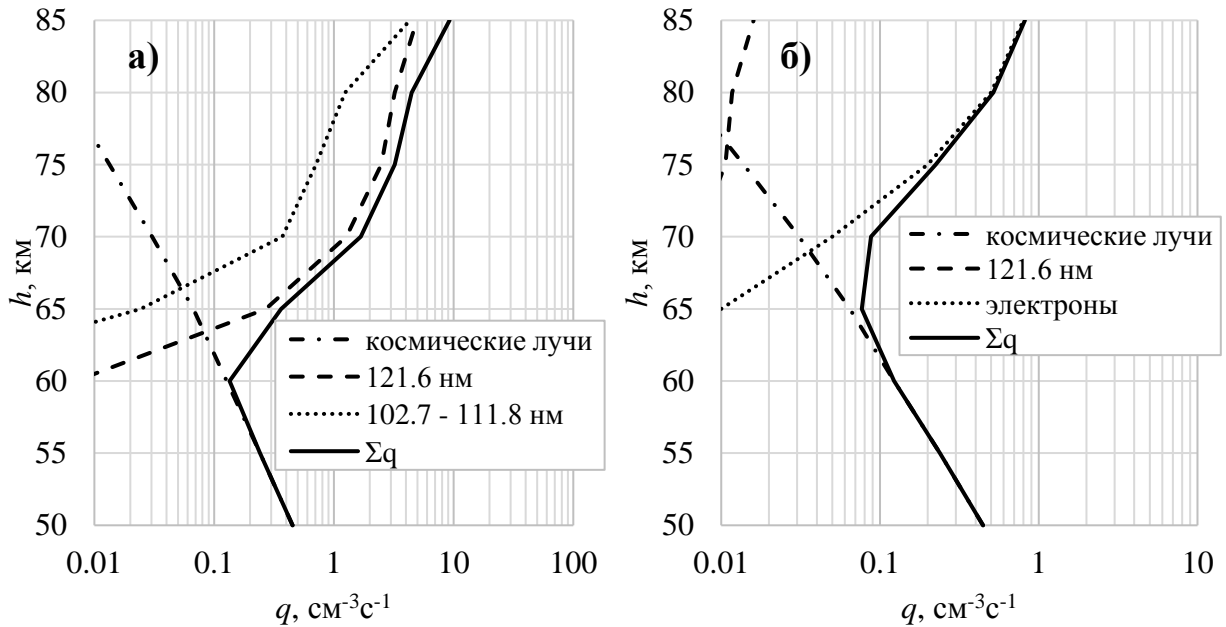 а)
85
80
75
70
65
60
55
50
h, км
космические лучи
121.6 нм
102.7 - 111.8 нм
Σq
0.01 0.1 1 10 100
q, см-3с-1
б)
85
80
75
70
65
60
55
50
h, км
космические лучи
121.6 нм
электроны
Σq
0.01 0.1 1 10
q, см-3с-1